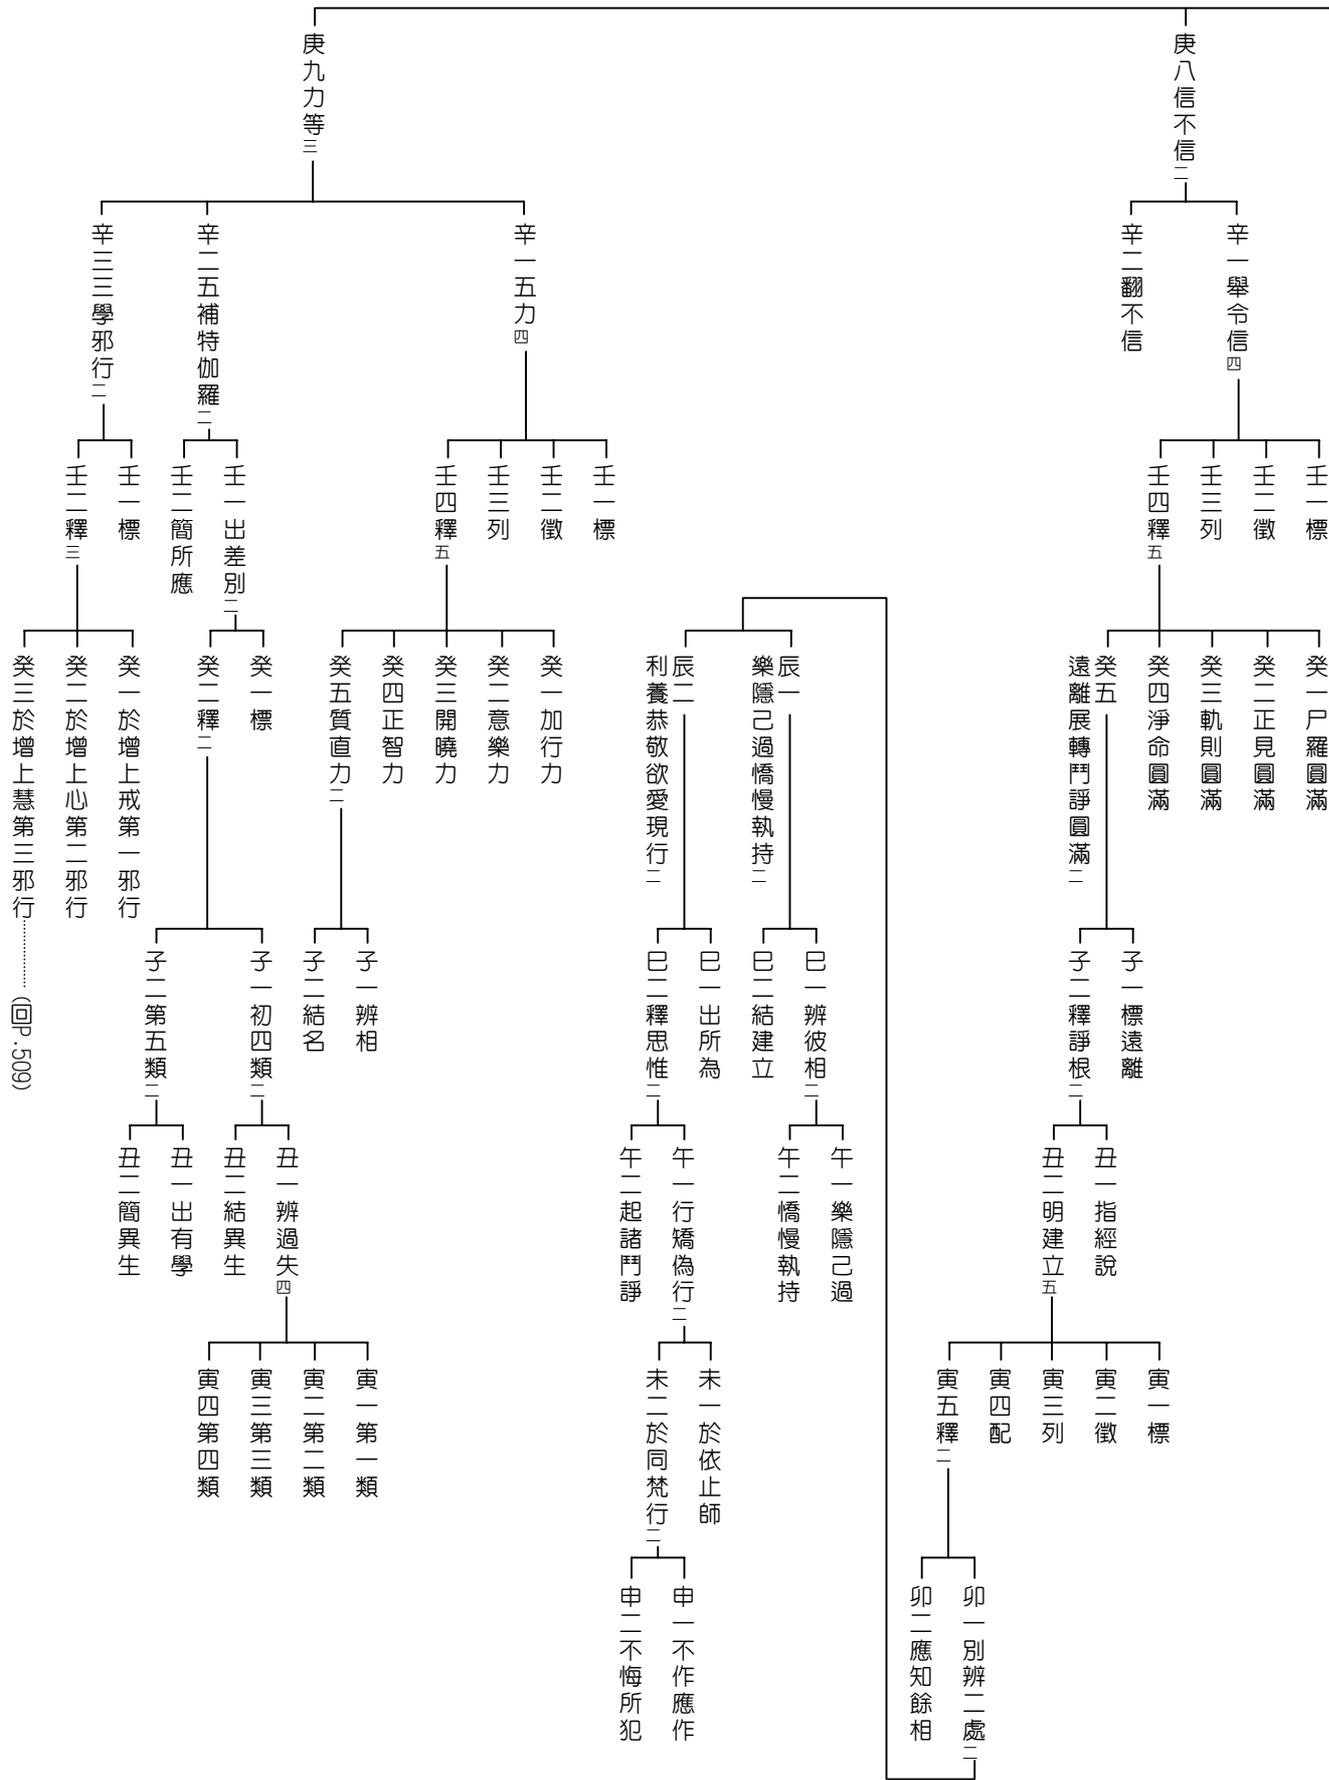 庚八信不信二
辛一舉令信四
壬一標
壬二徵
壬三列
壬四釋五
癸一尸羅圓滿
癸二正見圓滿
癸三軌則圓滿
癸四淨命圓滿
癸五
遠離展轉鬥諍圓滿二
子一標遠離
子二釋諍根二
丑一指經說
丑二明建立五
寅一標
寅二徵
寅三列
寅四配
寅五釋二
卯一別辨二處二
辰一
樂隱己過憍慢執持二
巳一辨彼相二
午一樂隱己過
午二憍慢執持
巳二結建立
辰二
利養恭敬欲愛現行二
巳一出所為
巳二釋思惟二
午一行矯偽行二
未一於依止師
未二於同梵行二
申一不作應作
申二不悔所犯
午二起諸鬥諍
卯二應知餘相
辛二翻不信
庚九力等三
辛一五力四
壬一標
壬二徵
壬三列
壬四釋五
癸一加行力
癸二意樂力
癸三開曉力
癸四正智力
癸五質直力二
子一辨相
子二結名
辛二五補特伽羅二
壬一出差別二
癸一標
癸二釋二
子一初四類二
丑一辨過失四
寅一第一類
寅二第二類
寅三第三類
寅四第四類
丑二結異生
子二第五類二
丑一出有學
丑二簡異生
壬二簡所應
辛三三學邪行二
壬一標
壬二釋三
癸一於增上戒第一邪行
癸二於增上心第二邪行
癸三於增上慧第三邪行…………(回P.509)